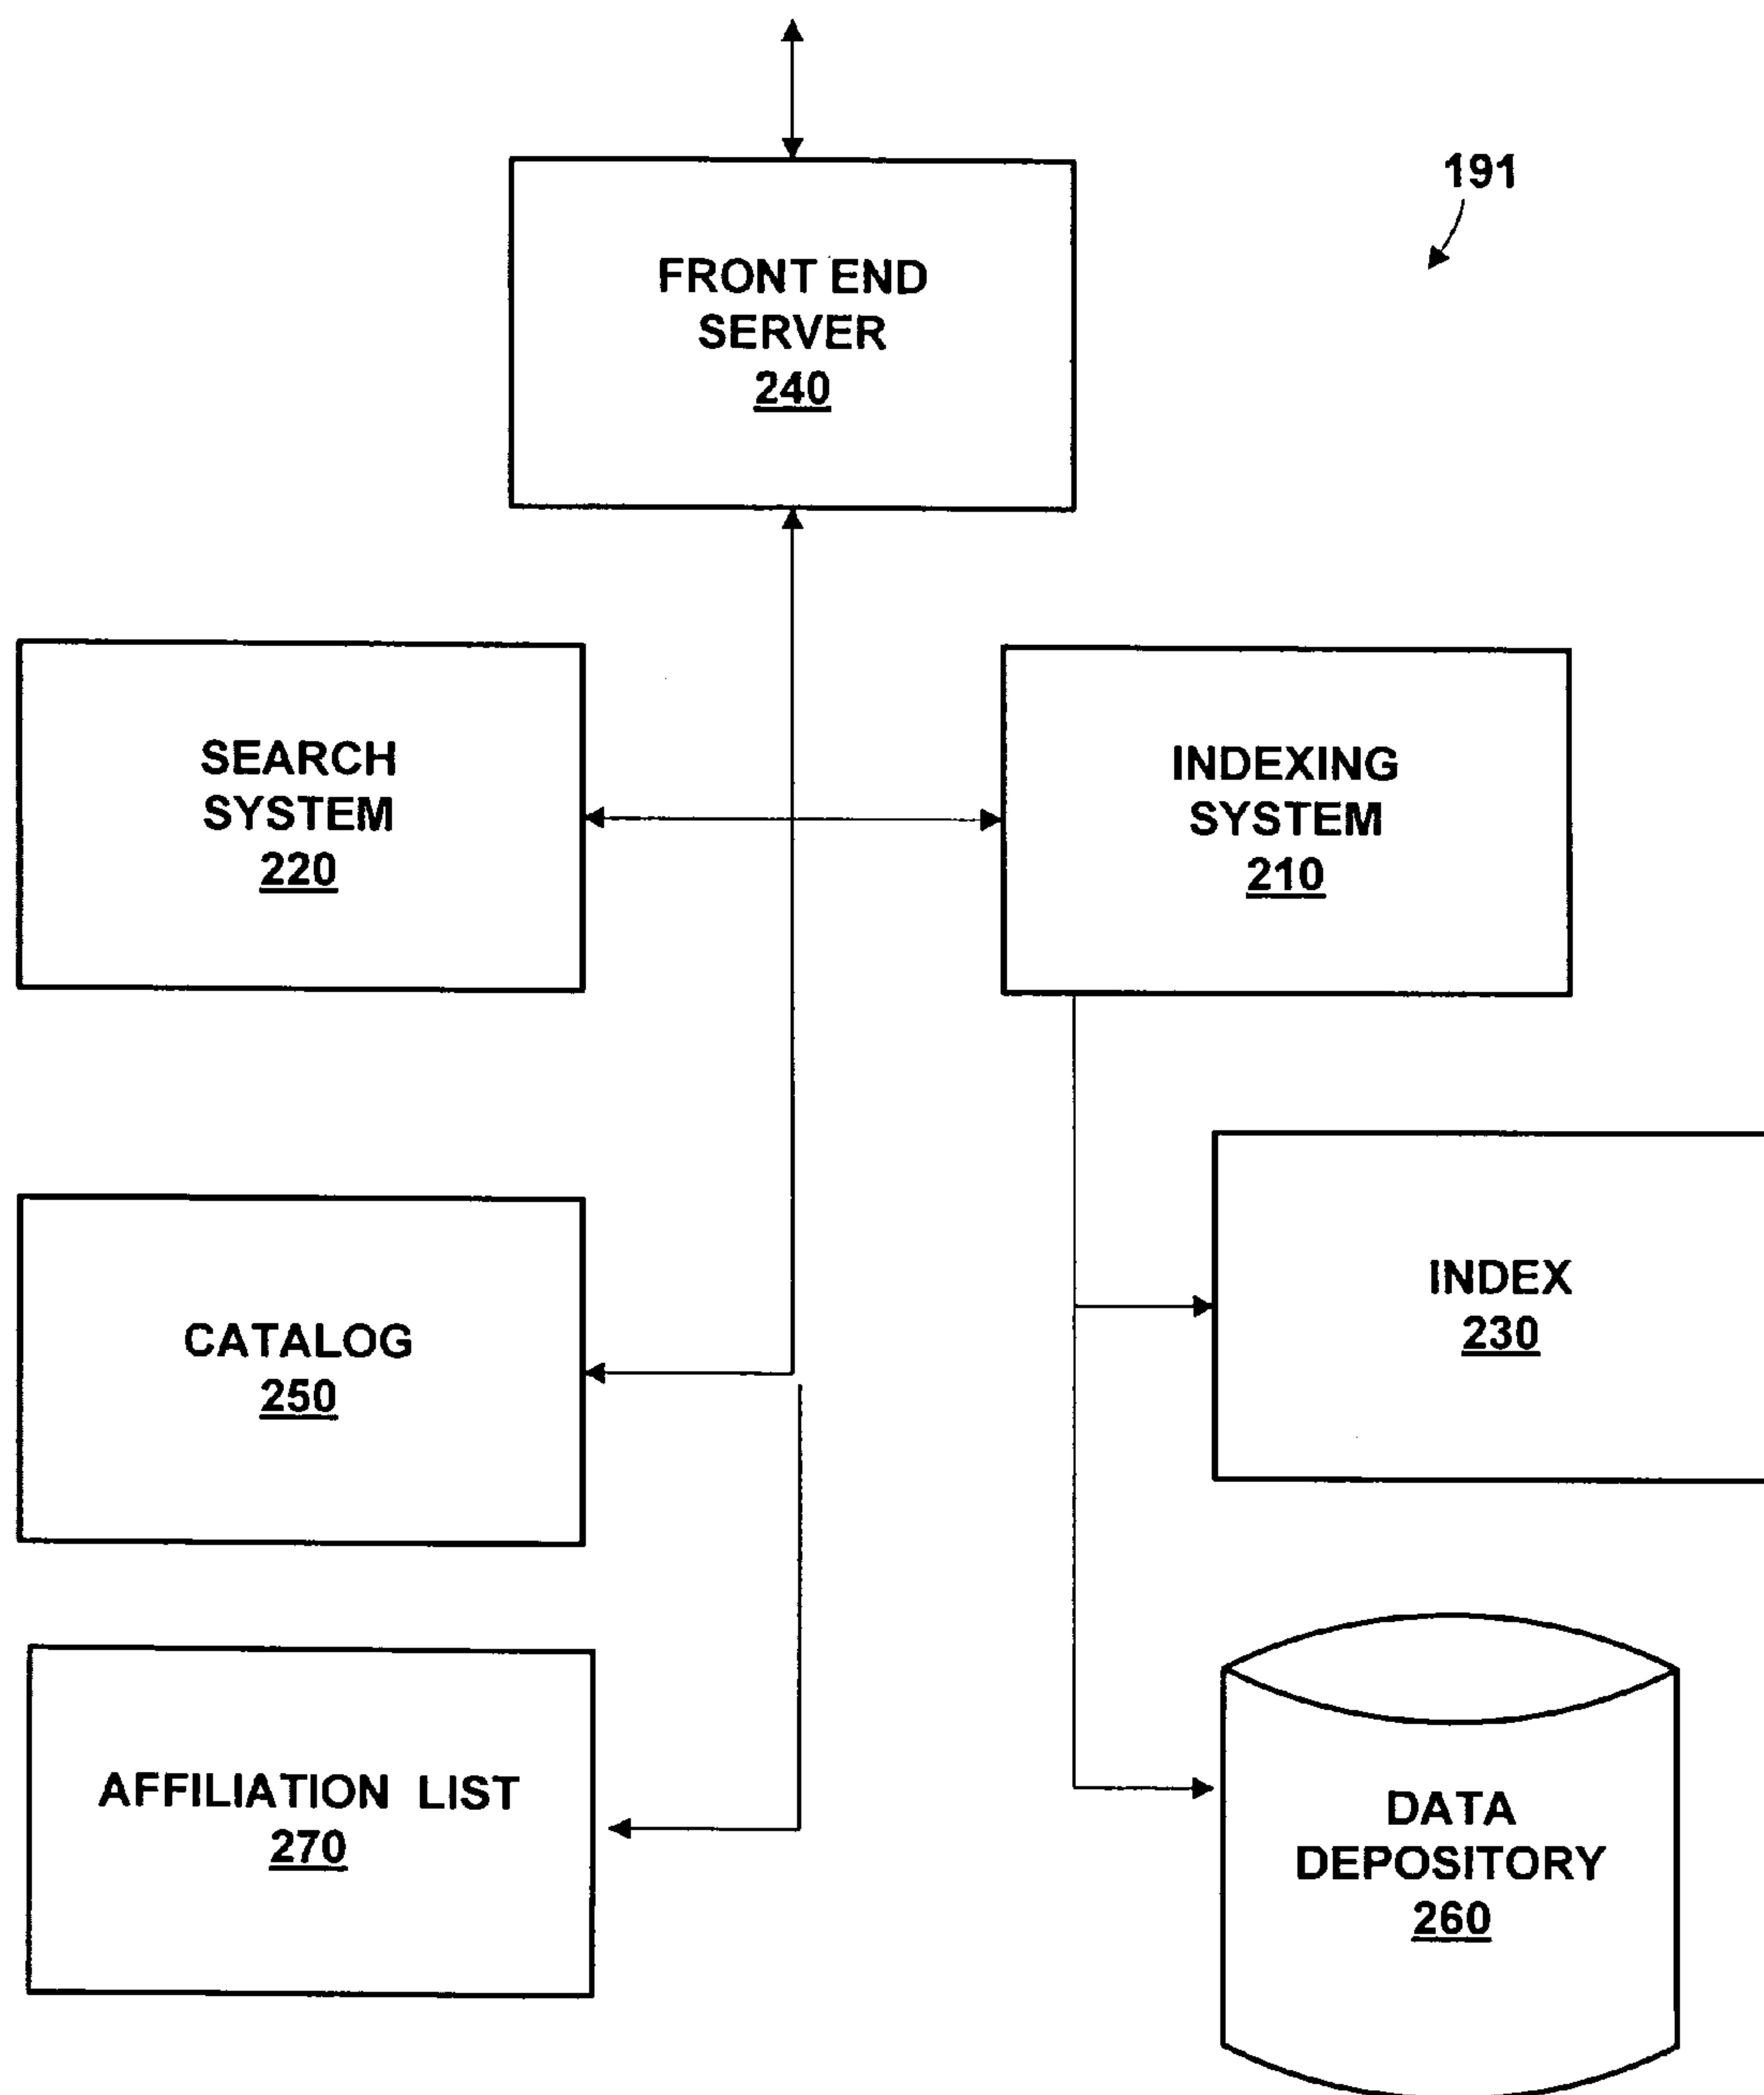 191
FRONT END
SERVER
240
SEARCH
SYSTEM
220
INDEXING
SYSTEM
210
INDEX
230
CATALOG
250
AFFILIATION LIST
270
DATA
DEPOSITORY
260